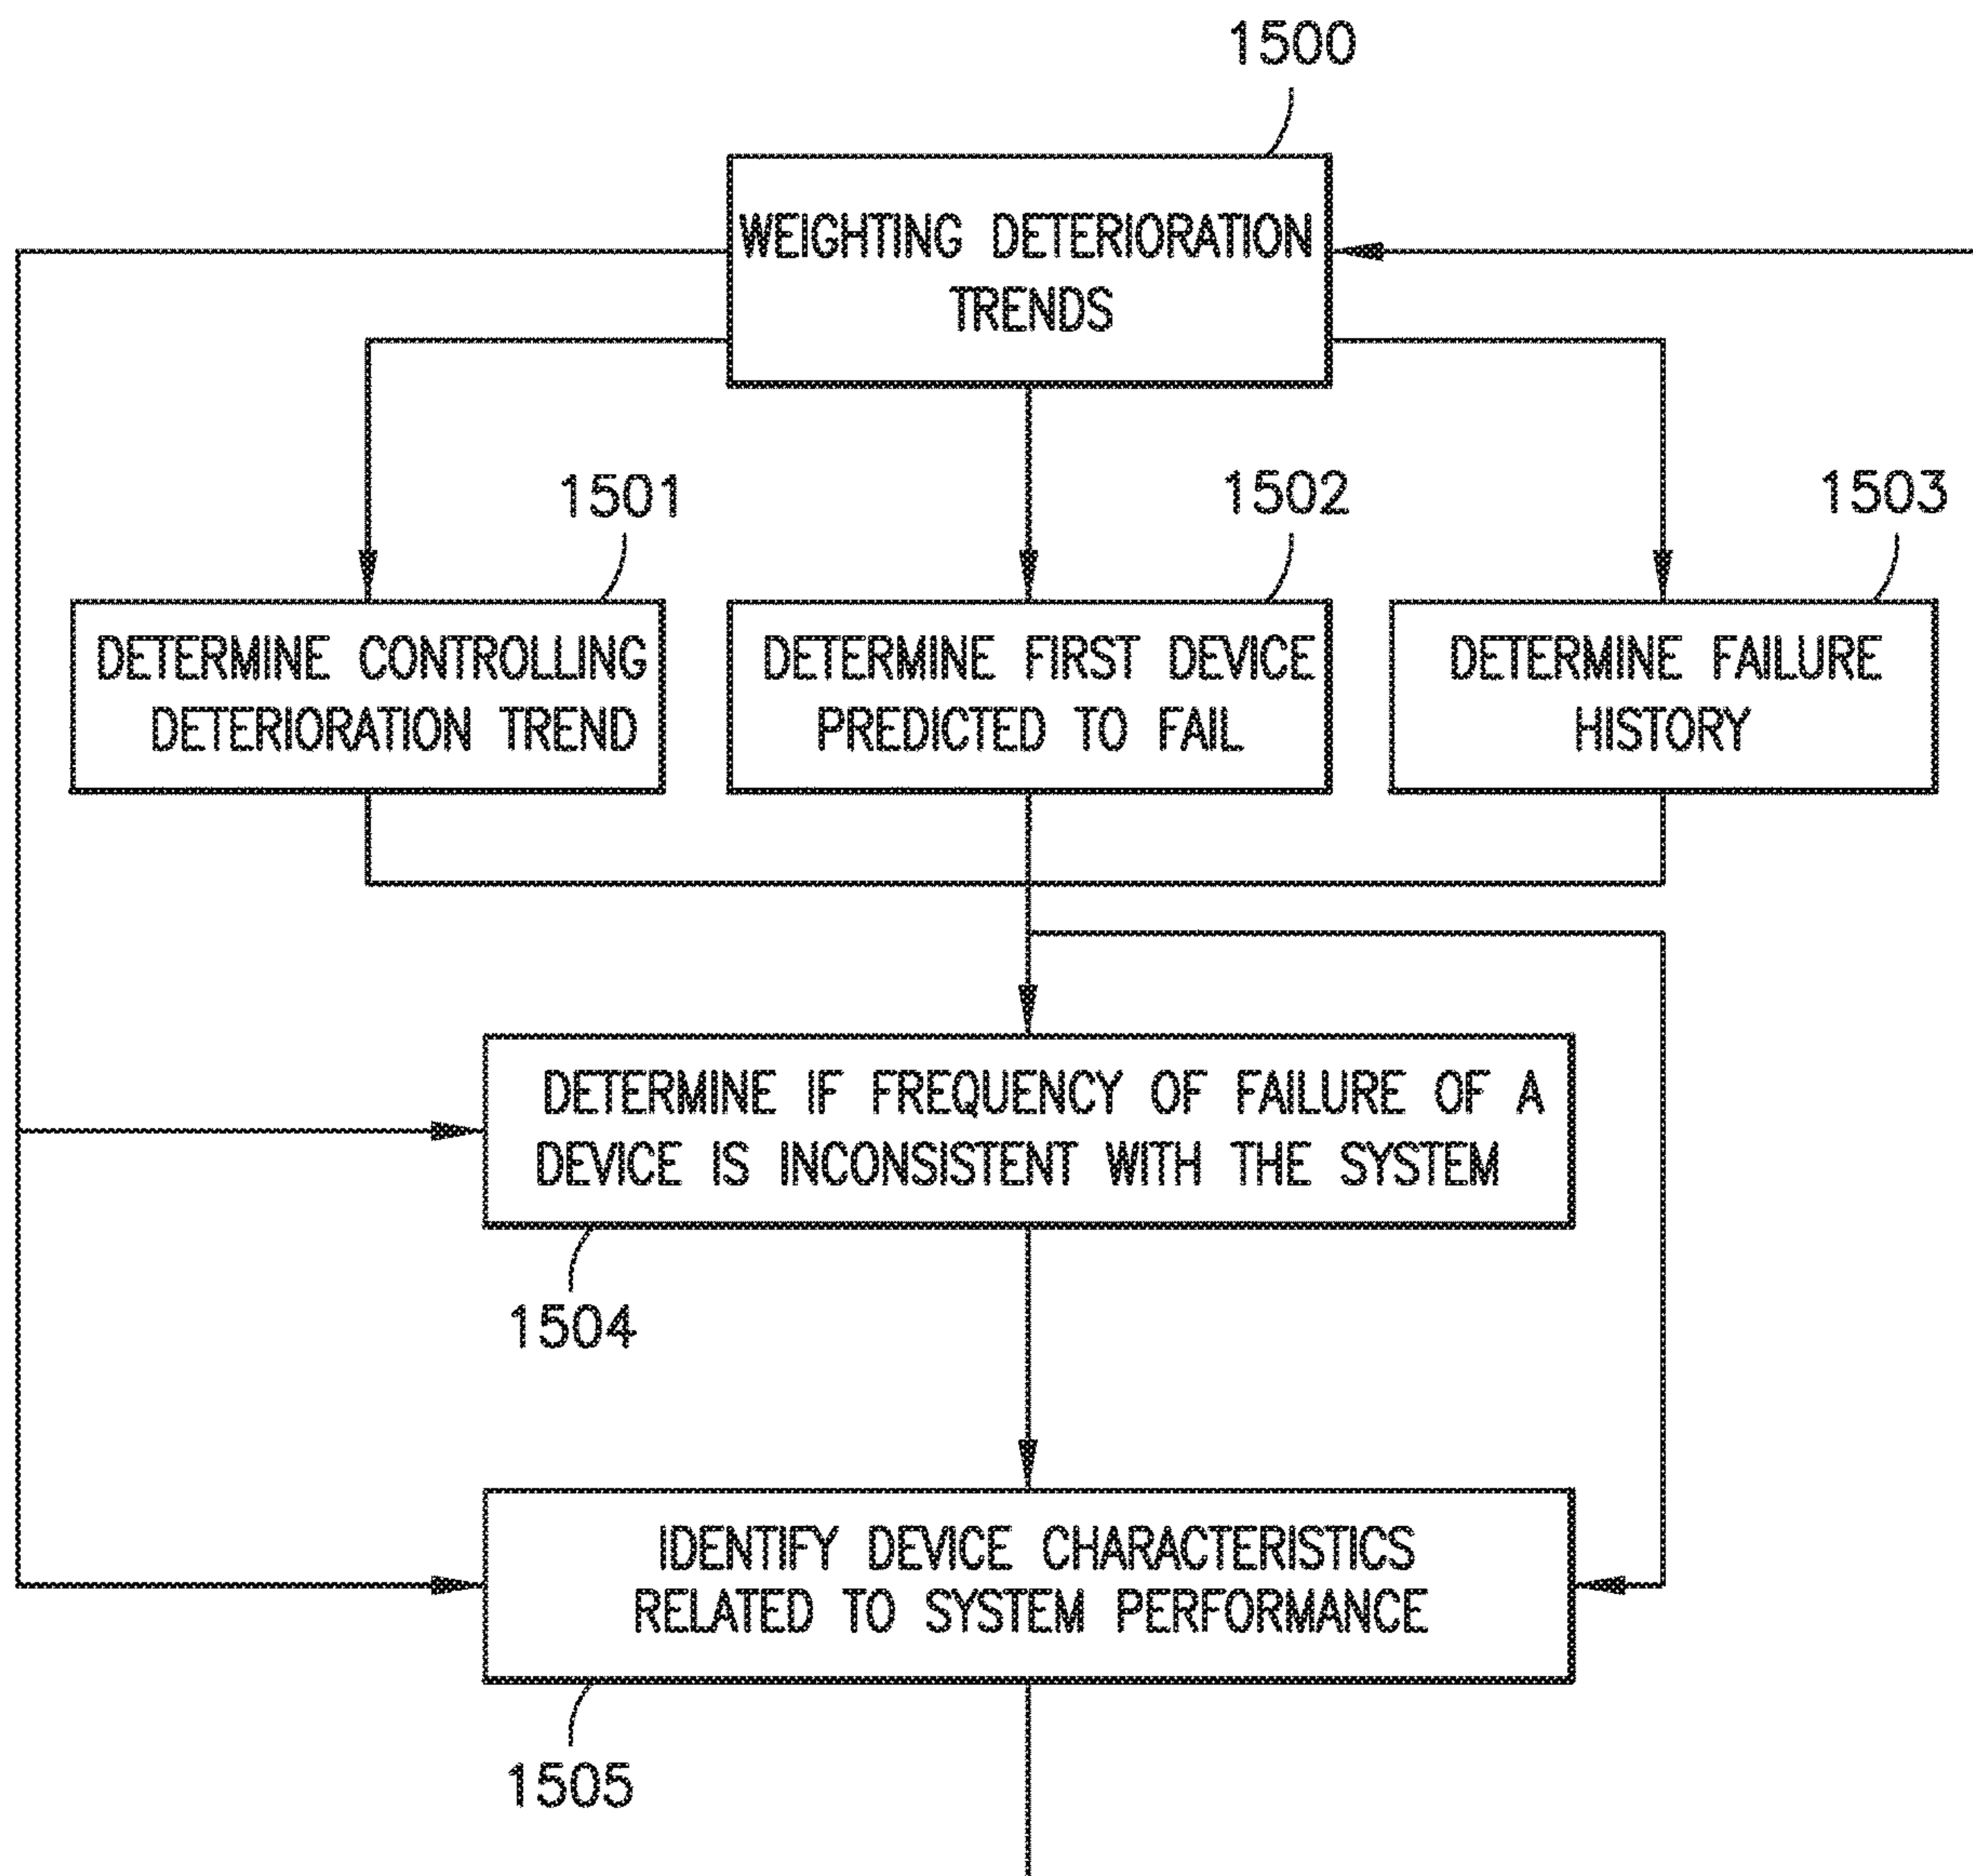 1500
WEIGHTING DETERIORATION
TRENDS
1501
1502
1503
DETERMINE CONTROLLING
DETERIORATION TREND
DETERMINE FIRST DEVICE
PREDICTED TO FAIL
DETERMINE FAILURE
HISTORY
DETERMINE IF FREQUENCY OF FAILURE OF A
DEVICE IS INCONSISTENT WITH THE SYSTEM
1504
IDENTIFY DEVICE CHARACTERISTICS
RELATED TO SYSTEM PERFORMANCE
1505